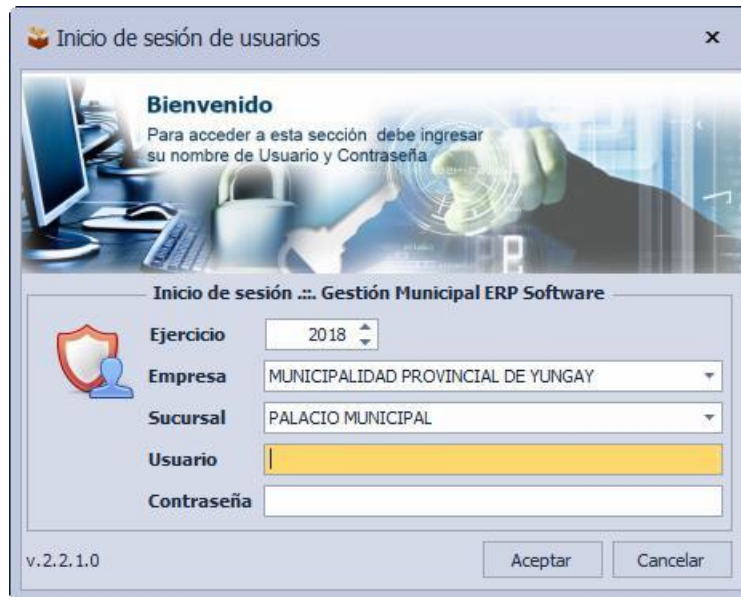 Inicio de sesión de usuarios
Bienvenido
Para acceder a esta sección debe ingresar
su nombre de Usuario y Contraseña
Inicio de sesión .::. Gestión Municipal ERP Software
Ejercicio 2018
Empresa MUNICIPALIDAD PROVINCIAL DE YUNGAY
Sucursal PALACIO MUNICIPAL
Usuario
Contraseña
v.2.2.1.0 Aceptar Cancelar